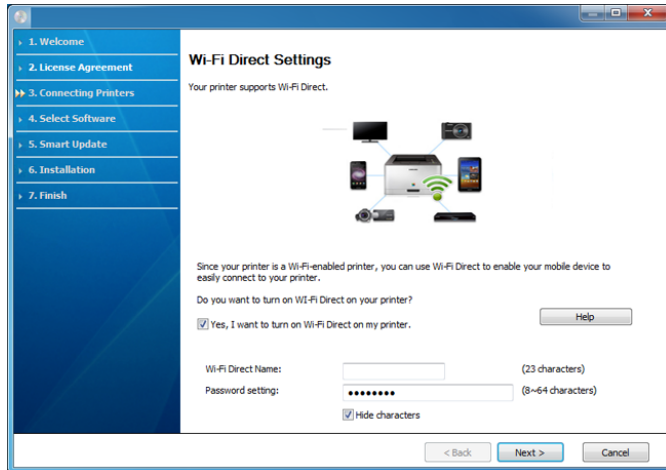 1. Welcome
2. License Agreement
3. Connecting Printers
4. Select Software
5. Smart Update
6. Installation
7. Finish
Wi-Fi Direct Settings
Your printer supports Wi-Fi Direct.
Since your printer is a Wi-Fi-enabled printer, you can use Wi-Fi Direct to enable your mobile device to
easily connect to your printer.
Do you want to turn on WI-Fi Direct on your printer?
Yes, I want to turn on Wi-Fi Direct on my printer.
Help
Wi-Fi Direct Name:
(23 characters)
Password setting:
●●●●●●●●
(8~64 characters)
Hide characters
< Back
Next >
Cancel